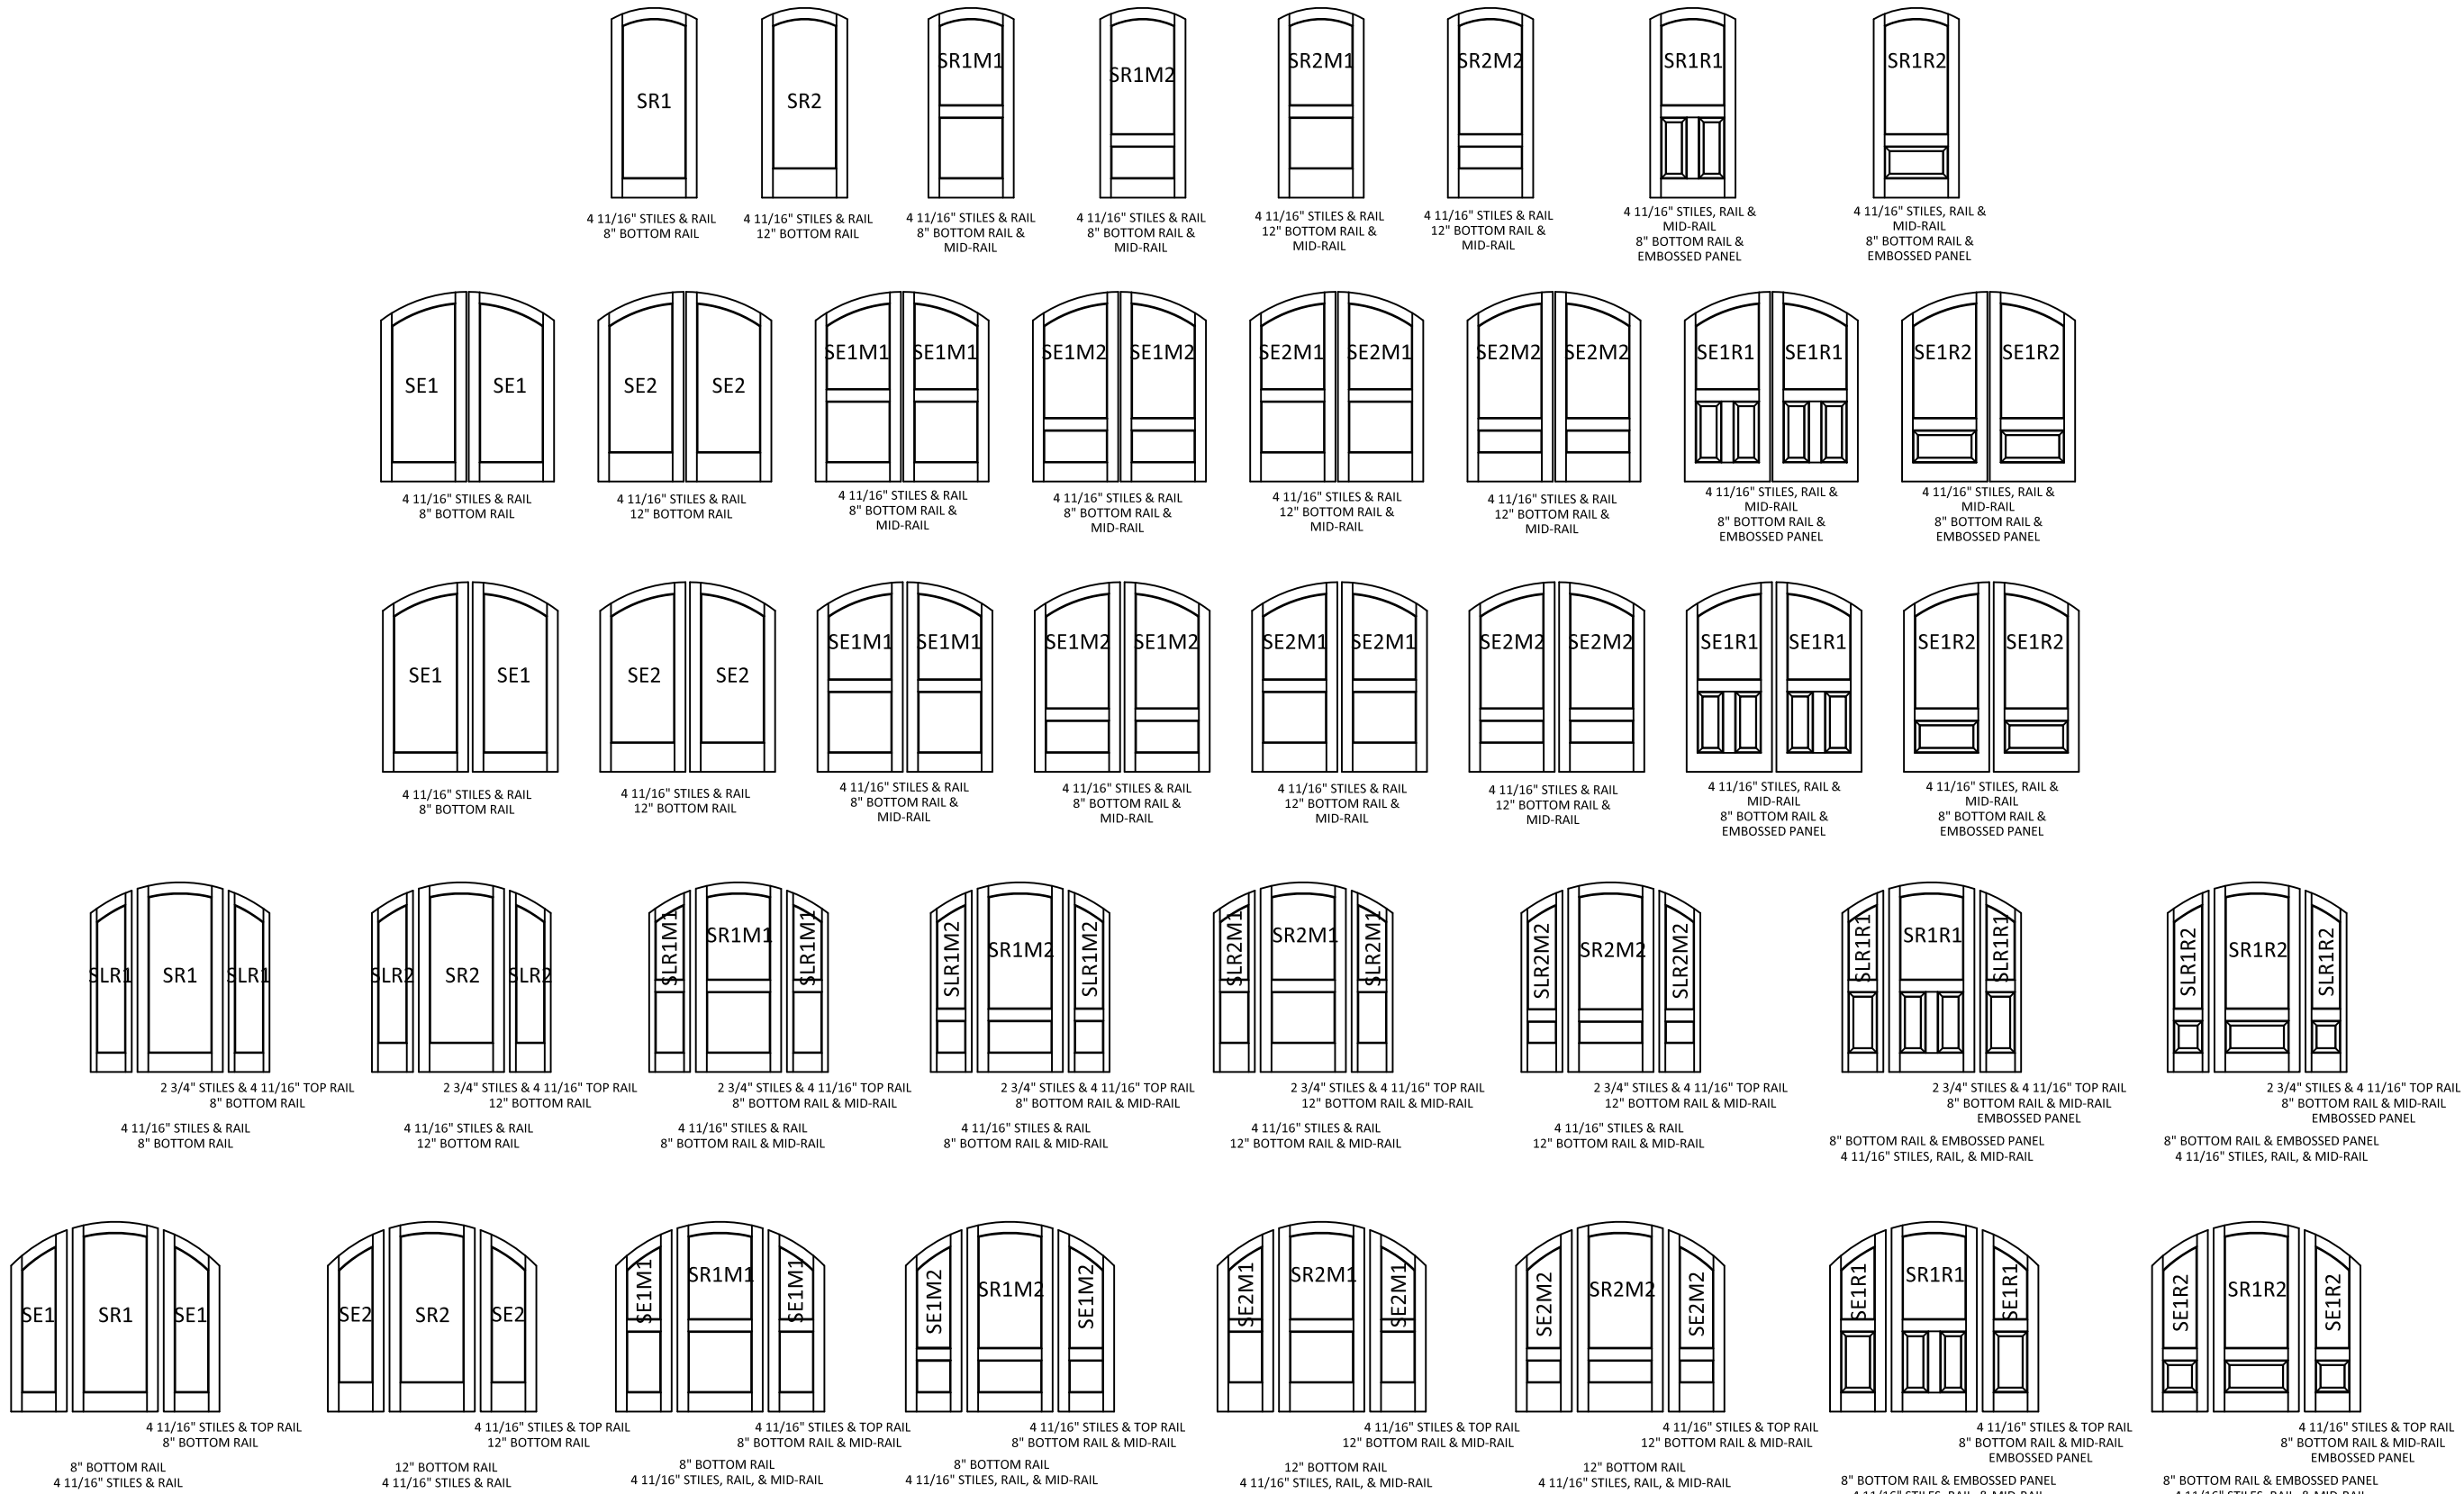 SR1
SR2
SR1M1
SR1M2
SR2M1
SR2M2
SR1R1
SR1R2
4 11/16" STILES & RAIL
8" BOTTOM RAIL
4 11/16" STILES & RAIL
12" BOTTOM RAIL
4 11/16" STILES & RAIL
8" BOTTOM RAIL &
MID-RAIL
4 11/16" STILES & RAIL
8" BOTTOM RAIL &
MID-RAIL
4 11/16" STILES & RAIL
12" BOTTOM RAIL &
MID-RAIL
4 11/16" STILES & RAIL
12" BOTTOM RAIL &
MID-RAIL
4 11/16" STILES, RAIL &
MID-RAIL
8" BOTTOM RAIL &
EMBOSSED PANEL
4 11/16" STILES, RAIL &
MID-RAIL
8" BOTTOM RAIL &
EMBOSSED PANEL
SE1 SE1
SE2 SE2
SE1M1 SE1M1
SE1M2 SE1M2
SE2M1 SE2M1
SE2M2 SE2M2
SE1R1 SE1R1
SE1R2 SE1R2
4 11/16" STILES & RAIL
8" BOTTOM RAIL
4 11/16" STILES & RAIL
12" BOTTOM RAIL
4 11/16" STILES & RAIL
8" BOTTOM RAIL &
MID-RAIL
4 11/16" STILES & RAIL
8" BOTTOM RAIL &
MID-RAIL
4 11/16" STILES & RAIL
12" BOTTOM RAIL &
MID-RAIL
4 11/16" STILES & RAIL
12" BOTTOM RAIL &
MID-RAIL
4 11/16" STILES, RAIL &
MID-RAIL
8" BOTTOM RAIL &
EMBOSSED PANEL
4 11/16" STILES, RAIL &
MID-RAIL
8" BOTTOM RAIL &
EMBOSSED PANEL
SE1 SE1
SE2 SE2
SE1M1 SE1M1
SE1M2 SE1M2
SE2M1 SE2M1
SE2M2 SE2M2
SE1R1 SE1R1
SE1R2 SE1R2
4 11/16" STILES & RAIL
8" BOTTOM RAIL
4 11/16" STILES & RAIL
12" BOTTOM RAIL
4 11/16" STILES & RAIL
8" BOTTOM RAIL &
MID-RAIL
4 11/16" STILES & RAIL
8" BOTTOM RAIL &
MID-RAIL
4 11/16" STILES & RAIL
12" BOTTOM RAIL &
MID-RAIL
4 11/16" STILES & RAIL
12" BOTTOM RAIL &
MID-RAIL
4 11/16" STILES, RAIL &
MID-RAIL
8" BOTTOM RAIL &
EMBOSSED PANEL
4 11/16" STILES, RAIL &
MID-RAIL
8" BOTTOM RAIL &
EMBOSSED PANEL
SLR1 SR1 SLR1
SLR2 SR2 SLR2
SLR1M1 SR1M1 SLR1M1
SLR1M2 SR1M2 SLR1M2
SLR2M1 SR2M1 SLR2M1
SLR2M2 SR2M2 SLR2M2
SLR1R1 SR1R1 SLR1R1
SLR1R2 SR1R2 SLR1R2
2 3/4" STILES & 4 11/16" TOP RAIL
8" BOTTOM RAIL
4 11/16" STILES & RAIL
8" BOTTOM RAIL
2 3/4" STILES & 4 11/16" TOP RAIL
12" BOTTOM RAIL
4 11/16" STILES & RAIL
12" BOTTOM RAIL
2 3/4" STILES & 4 11/16" TOP RAIL
8" BOTTOM RAIL & MID-RAIL
4 11/16" STILES & RAIL
8" BOTTOM RAIL & MID-RAIL
2 3/4" STILES & 4 11/16" TOP RAIL
8" BOTTOM RAIL & MID-RAIL
4 11/16" STILES & RAIL
8" BOTTOM RAIL & MID-RAIL
2 3/4" STILES & 4 11/16" TOP RAIL
12" BOTTOM RAIL & MID-RAIL
4 11/16" STILES & RAIL
12" BOTTOM RAIL & MID-RAIL
2 3/4" STILES & 4 11/16" TOP RAIL
12" BOTTOM RAIL & MID-RAIL
4 11/16" STILES & RAIL
12" BOTTOM RAIL & MID-RAIL
2 3/4" STILES & 4 11/16" TOP RAIL
8" BOTTOM RAIL & MID-RAIL
EMBOSSED PANEL
8" BOTTOM RAIL & EMBOSSED PANEL
4 11/16" STILES, RAIL, & MID-RAIL
2 3/4" STILES & 4 11/16" TOP RAIL
8" BOTTOM RAIL & MID-RAIL
EMBOSSED PANEL
8" BOTTOM RAIL & EMBOSSED PANEL
4 11/16" STILES, RAIL, & MID-RAIL
SE1 SR1 SE1
SE2 SR2 SE2
SE1M1 SR1M1 SE1M1
SE1M2 SR1M2 SE1M2
SE2M1 SR2M1 SE2M1
SE2M2 SR2M2 SE2M2
SE1R1 SR1R1 SE1R1
SE1R2 SR1R2 SE1R2
4 11/16" STILES & TOP RAIL
8" BOTTOM RAIL
8" BOTTOM RAIL
4 11/16" STILES & RAIL
4 11/16" STILES & TOP RAIL
12" BOTTOM RAIL
12" BOTTOM RAIL
4 11/16" STILES & RAIL
4 11/16" STILES & TOP RAIL
8" BOTTOM RAIL & MID-RAIL
8" BOTTOM RAIL
4 11/16" STILES, RAIL, & MID-RAIL
4 11/16" STILES & TOP RAIL
8" BOTTOM RAIL & MID-RAIL
8" BOTTOM RAIL
4 11/16" STILES, RAIL, & MID-RAIL
4 11/16" STILES & TOP RAIL
12" BOTTOM RAIL & MID-RAIL
12" BOTTOM RAIL
4 11/16" STILES, RAIL, & MID-RAIL
4 11/16" STILES & TOP RAIL
12" BOTTOM RAIL & MID-RAIL
12" BOTTOM RAIL
4 11/16" STILES, RAIL, & MID-RAIL
4 11/16" STILES & TOP RAIL
8" BOTTOM RAIL & MID-RAIL
EMBOSSED PANEL
8" BOTTOM RAIL & EMBOSSED PANEL
4 11/16" STILES & TOP RAIL
8" BOTTOM RAIL & MID-RAIL
EMBOSSED PANEL
8" BOTTOM RAIL & EMBOSSED PANEL